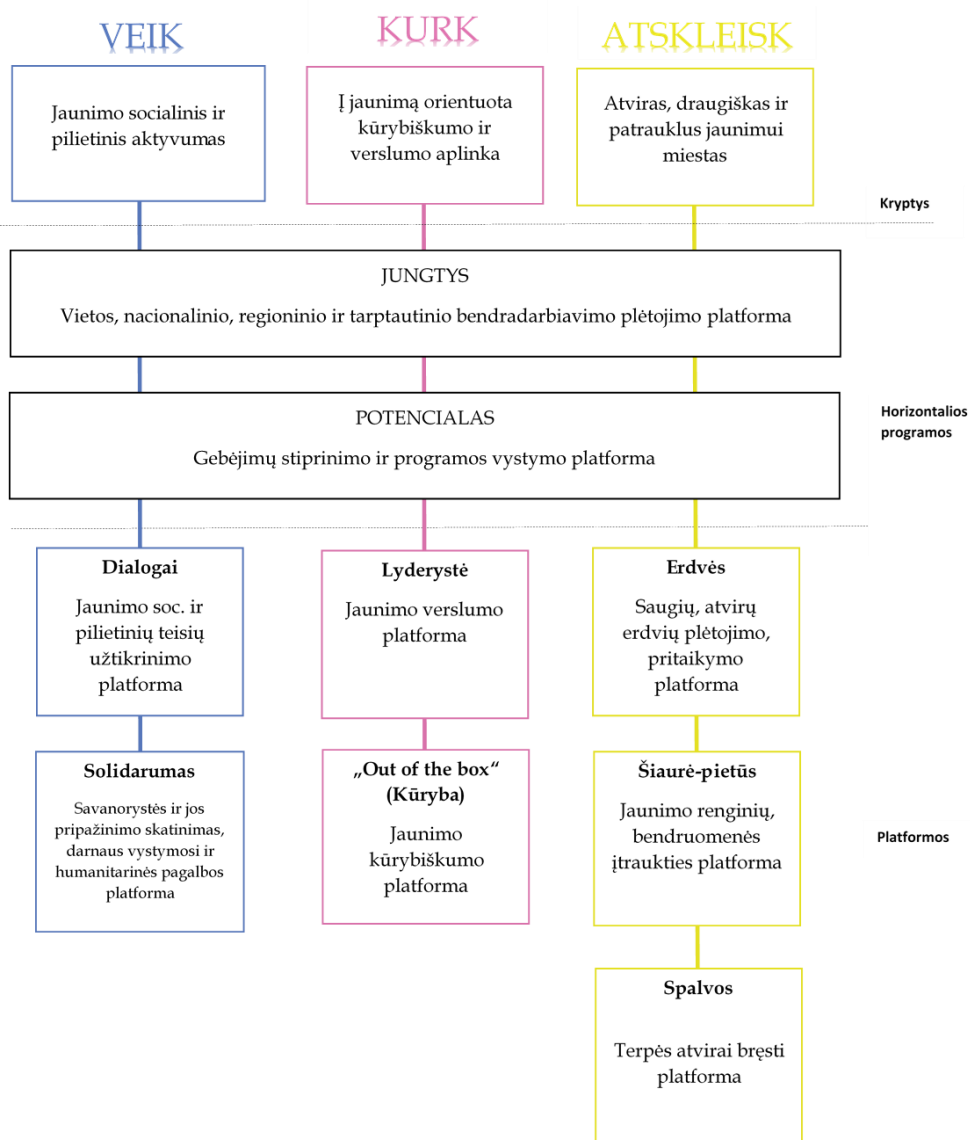 VEIK
KURK
ATSKLEISK
Jaunimo socialinis ir
pilietinis aktyvumas
Į jaunimą orientuota
kūrybiškumo ir
verslumo aplinka
Atviras, draugiškas ir
patrauklus jaunimui
miestas
Kryptys
JUNGTYS
Vietos, nacionalinio, regioninio ir tarptautinio bendradarbiavimo plėtojimo platforma
POTENCIALAS
Gebėjimų stiprinimo ir programos vystymo platforma
Horizontalios
programos
Dialogai
Jaunimo soc. ir
pilietinių teisių
užtikrinimo
platforma
Lyderystė
Jaunimo verslumo
platforma
Erdvės
Saugių, atvirų
erdvių plėtojimo,
pritaikymo
platforma
Solidarumas
Savanorystės ir jos
pripažinimo skatinimas,
darnaus vystymosi ir
humanitarinės pagalbos
platforma
„Out of the box“
(Kūryba)
Jaunimo
kūrybiškumo
platforma
Šiaurė-pietūs
Jaunimo renginių,
bendruomenės
įtraukties platforma
Platformos
Spalvos
Terpės atvirai bręsti
platforma